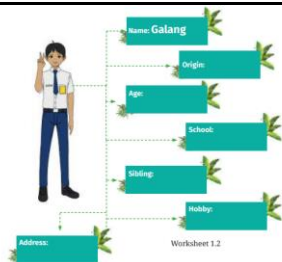 Name: Galang
Origin:
Age:
School:
Sibling:
Hobby:
Address:
Worksheet 1.2